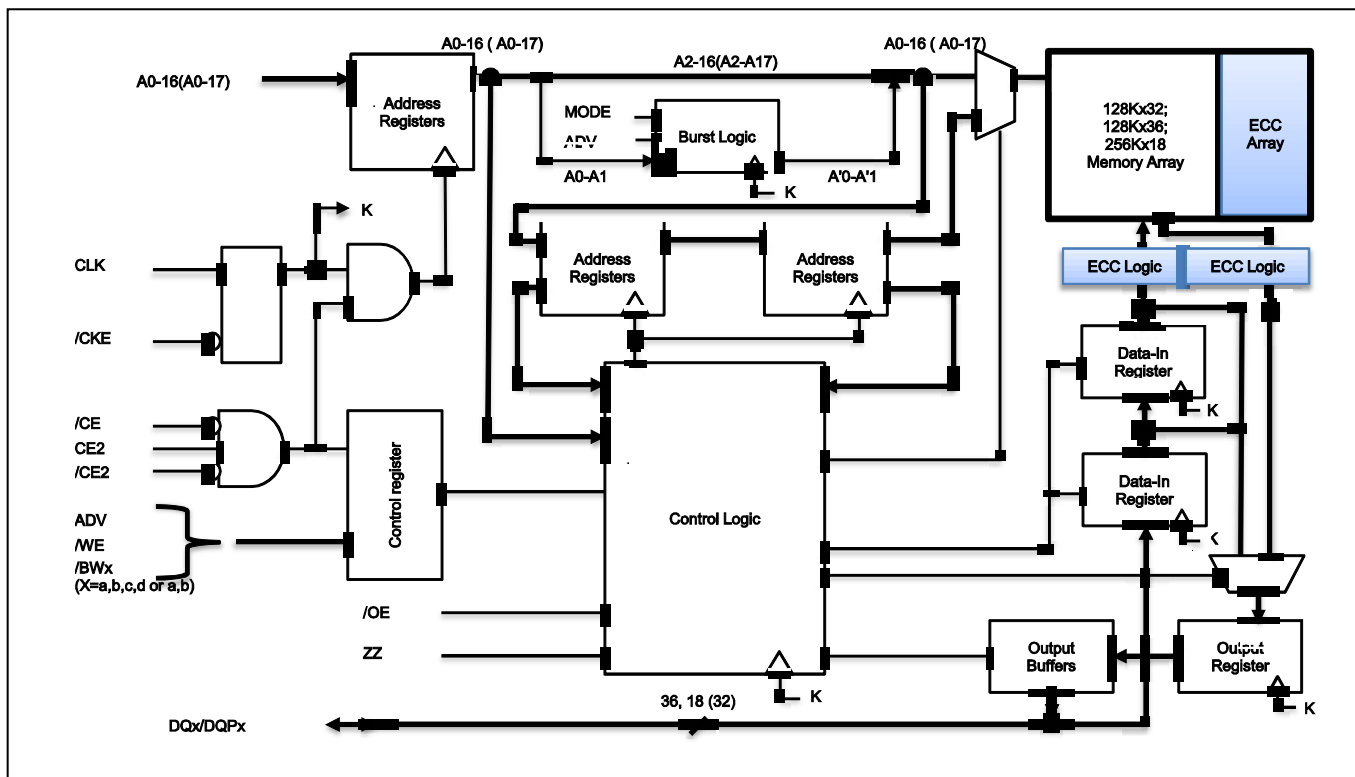 A0-16 ( A0-17)
A0-16 ( A0-17)
A0-16(A0-17)
A2-16(A2-A17)
Address
Registers
MODE
ADV
Burst Logic
A0-A1
A'0-A'1
K
128Kx32;
128Kx36;
256Kx18
Memory Array
ECC
Array
K
CLK
/CKE
Address
Registers
Address
Registers
ECC Logic
ECC Logic
Data-In
Register
K
/CE
CE2
/CE2
Control register
Control Logic
Data-In
Register
K
ADV
/WE
/BWx
(X=a,b,c,d or a,b)
/OE
ZZ
Output
Buffers
Output
Register
K
K
36, 18 (32)
DQx/DQPx